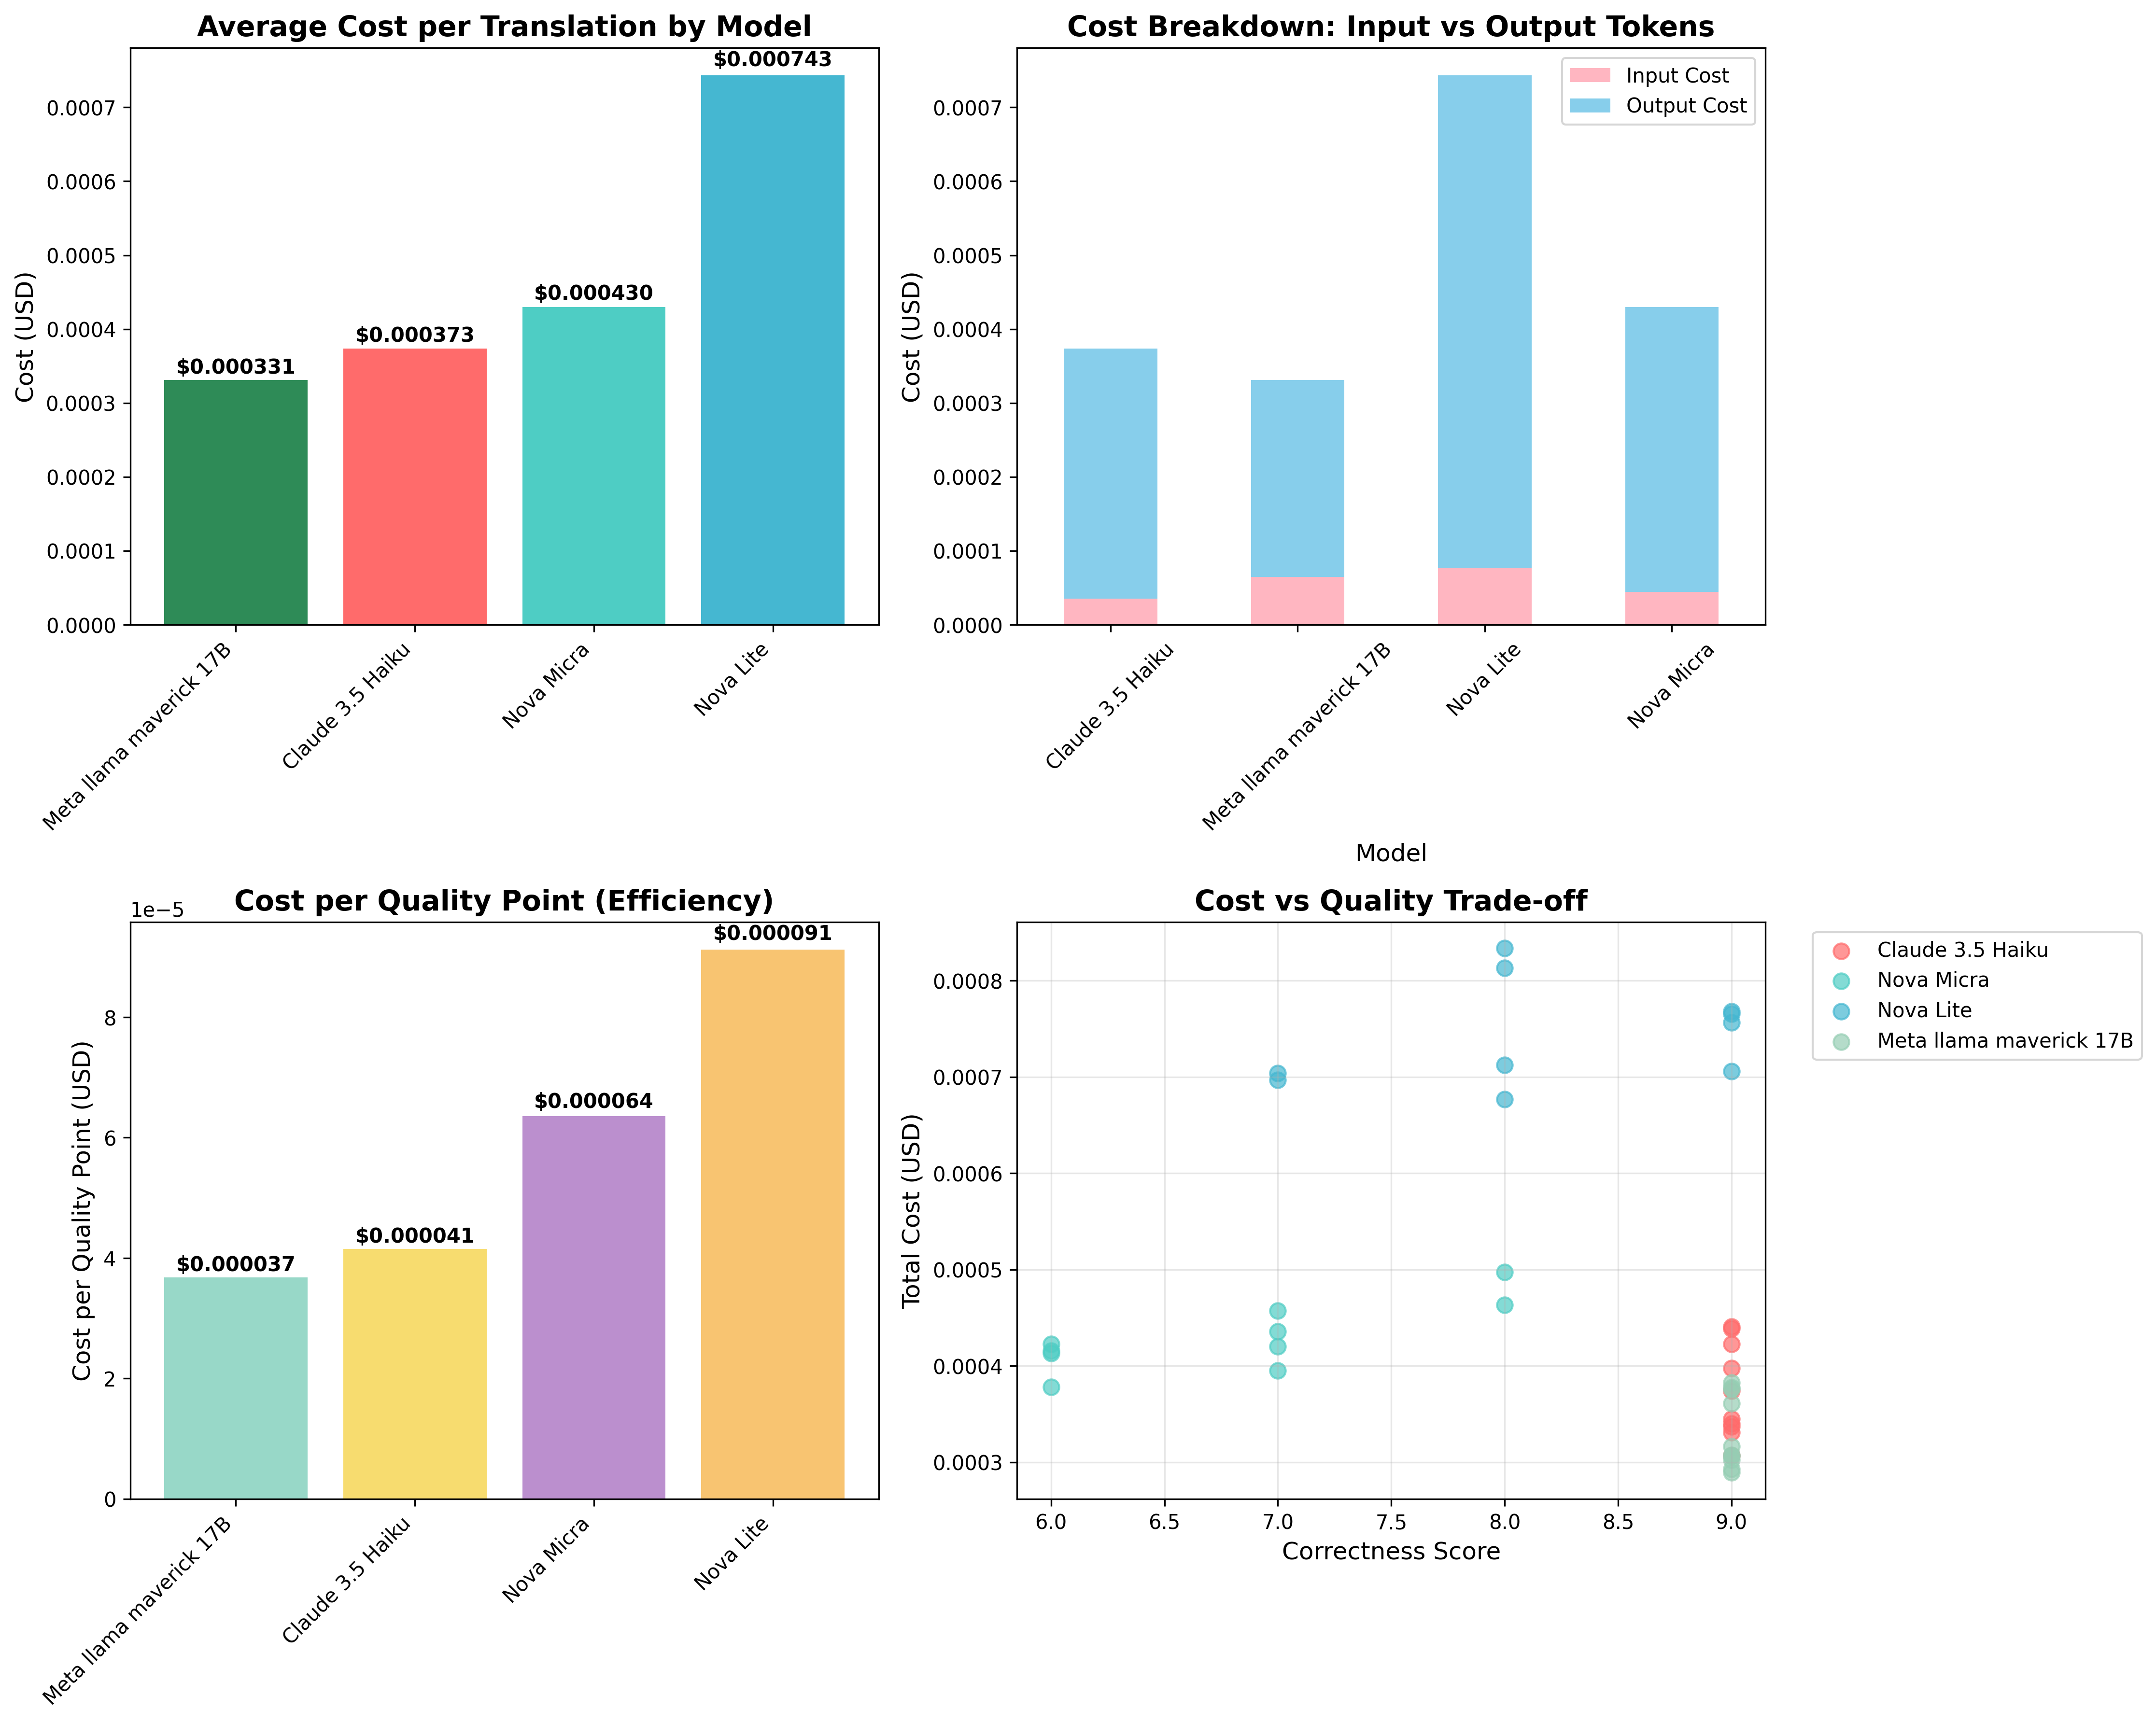 Average Cost per Translation by Model
Cost (USD)
0.0007
0.0006
0.0005
0.0004
0.0003
0.0002
0.0001
0.0000
$0.000331
$0.000373
$0.000430
$0.000743
Meta llama maverick 17B
Claude 3.5 Haiku
Nova Micra
Nova Lite
Cost Breakdown: Input vs Output Tokens
Input Cost
Output Cost
Cost (USD)
0.0007
0.0006
0.0005
0.0004
0.0003
0.0002
0.0001
0.0000
Claude 3.5 Haiku
Meta llama maverick 17B
Nova Lite
Nova Micra
Model
Cost per Quality Point (Efficiency)
1e−5
Cost per Quality Point (USD)
8
6
4
2
0
$0.000037
$0.000041
$0.000064
$0.000091
Meta llama maverick 17B
Claude 3.5 Haiku
Nova Micra
Nova Lite
Cost vs Quality Trade-off
Total Cost (USD)
0.0008
0.0007
0.0006
0.0005
0.0004
0.0003
6.0
6.5
7.0
7.5
8.0
8.5
9.0
Correctness Score
Claude 3.5 Haiku
Nova Micra
Nova Lite
Meta llama maverick 17B